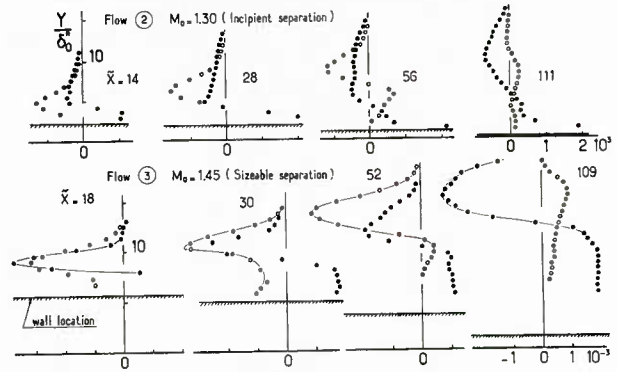 Y/δ₀* Flow ② M₀=1.30 (Incipient separation)
10
X̃=14 28 56 111
0 0 0 0 1 2 10³
Flow ③ M₀=1.45 (Sizeable separation)
X̃=18 30 52 109
10
wall location
0 0 0 -1 0 1 10⁻³